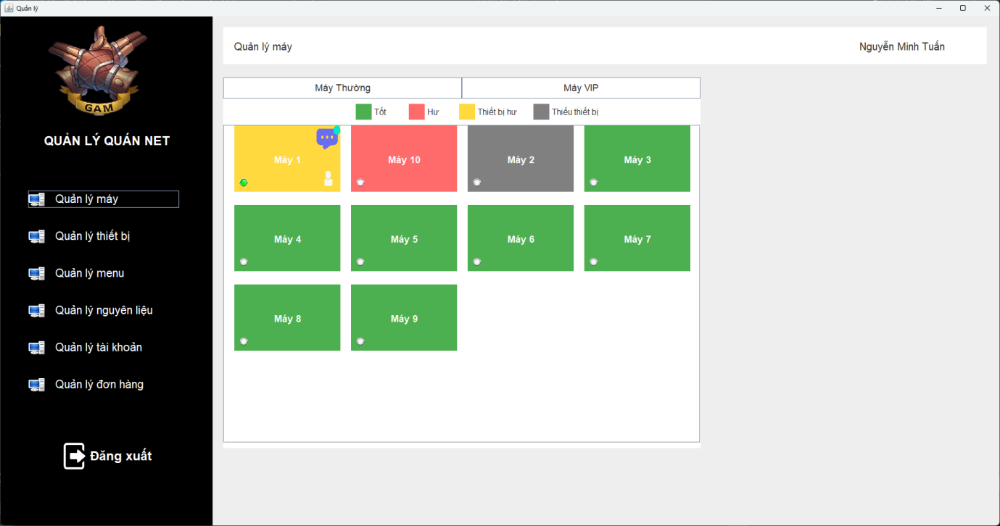 Quản lý
GAM
QUẢN LÝ QUÁN NET
Quản lý máy
Quản lý thiết bị
Quản lý menu
Quản lý nguyên liệu
Quản lý tài khoản
Quản lý đơn hàng
Đăng xuất
Quản lý máy
Nguyễn Minh Tuấn
Máy Thường
Máy VIP
Tốt
Hư
Thiết bị hư
Thiếu thiết bị
Máy 1
Máy 10
Máy 2
Máy 3
Máy 4
Máy 5
Máy 6
Máy 7
Máy 8
Máy 9